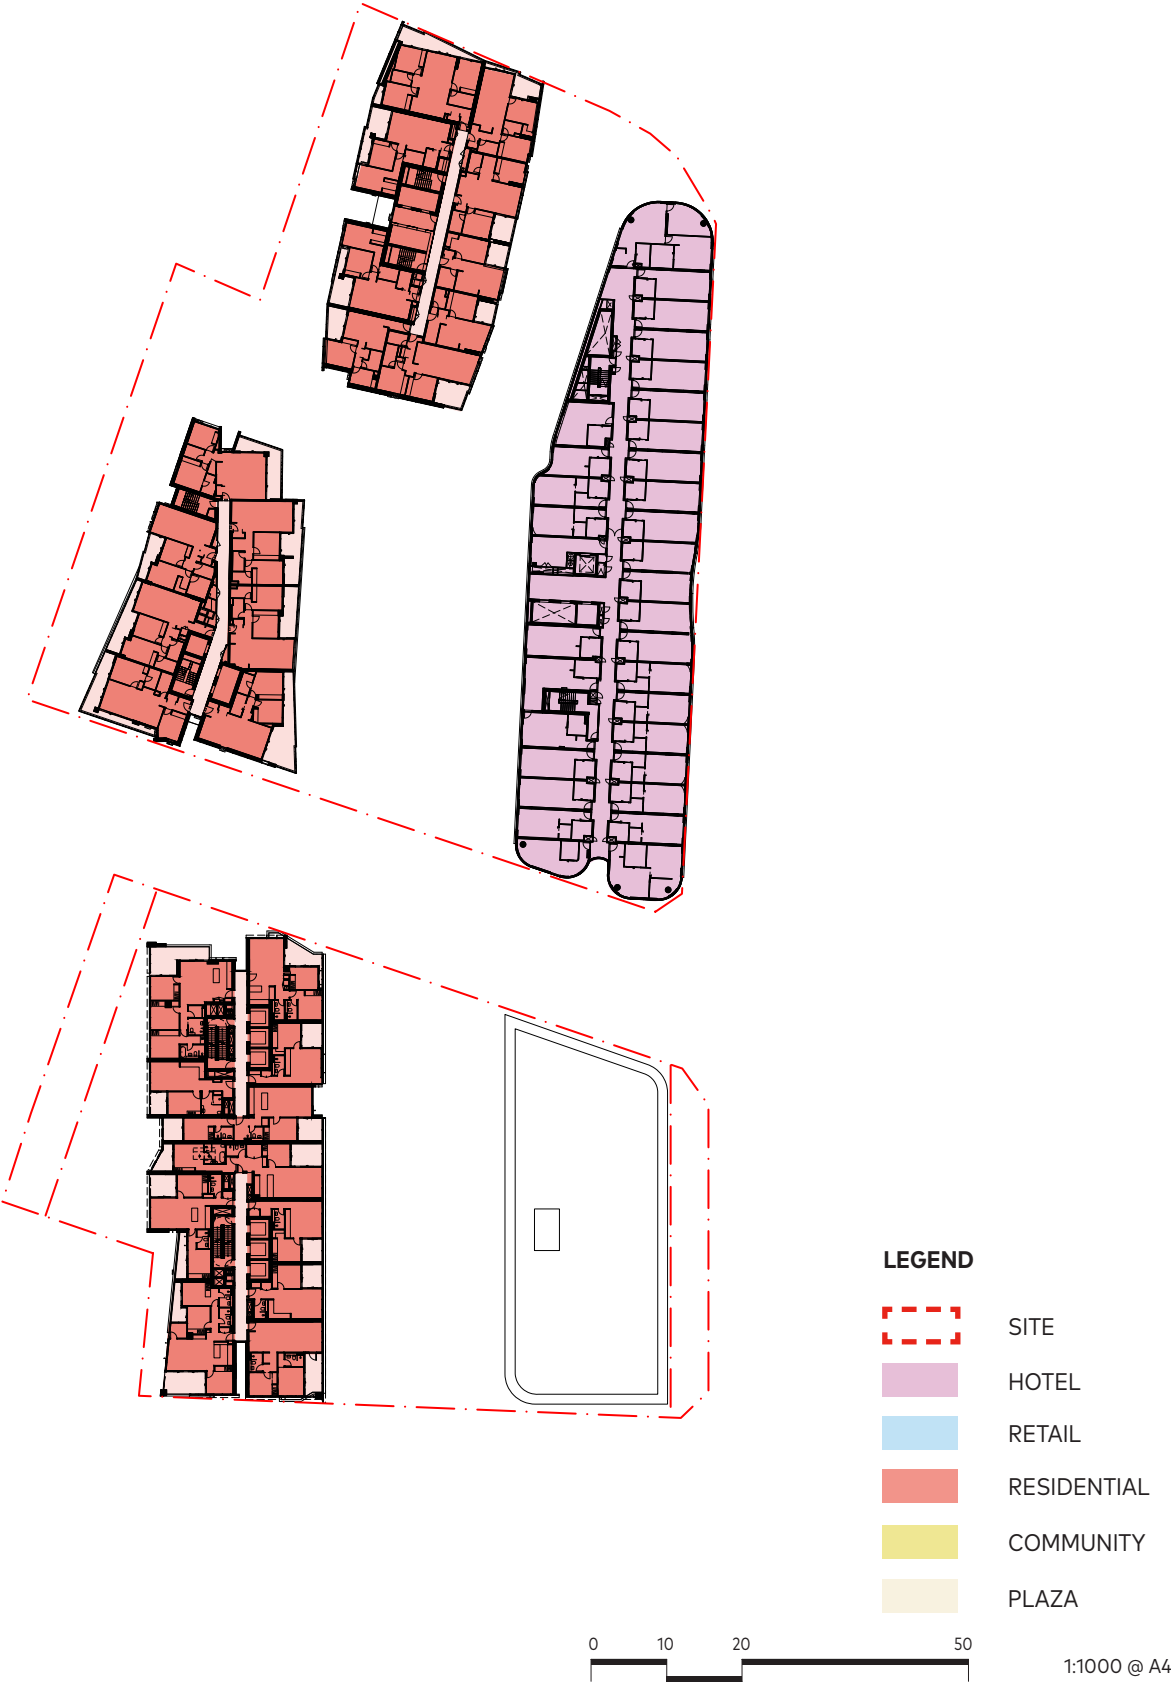 LEGEND
SITE
HOTEL
RETAIL
RESIDENTIAL
COMMUNITY
PLAZA
0 10 20 50
1:1000 @ A4